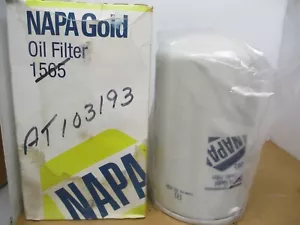 NAPA Gold
Oil Filter
1565
AT103193
NAPA
NAPA